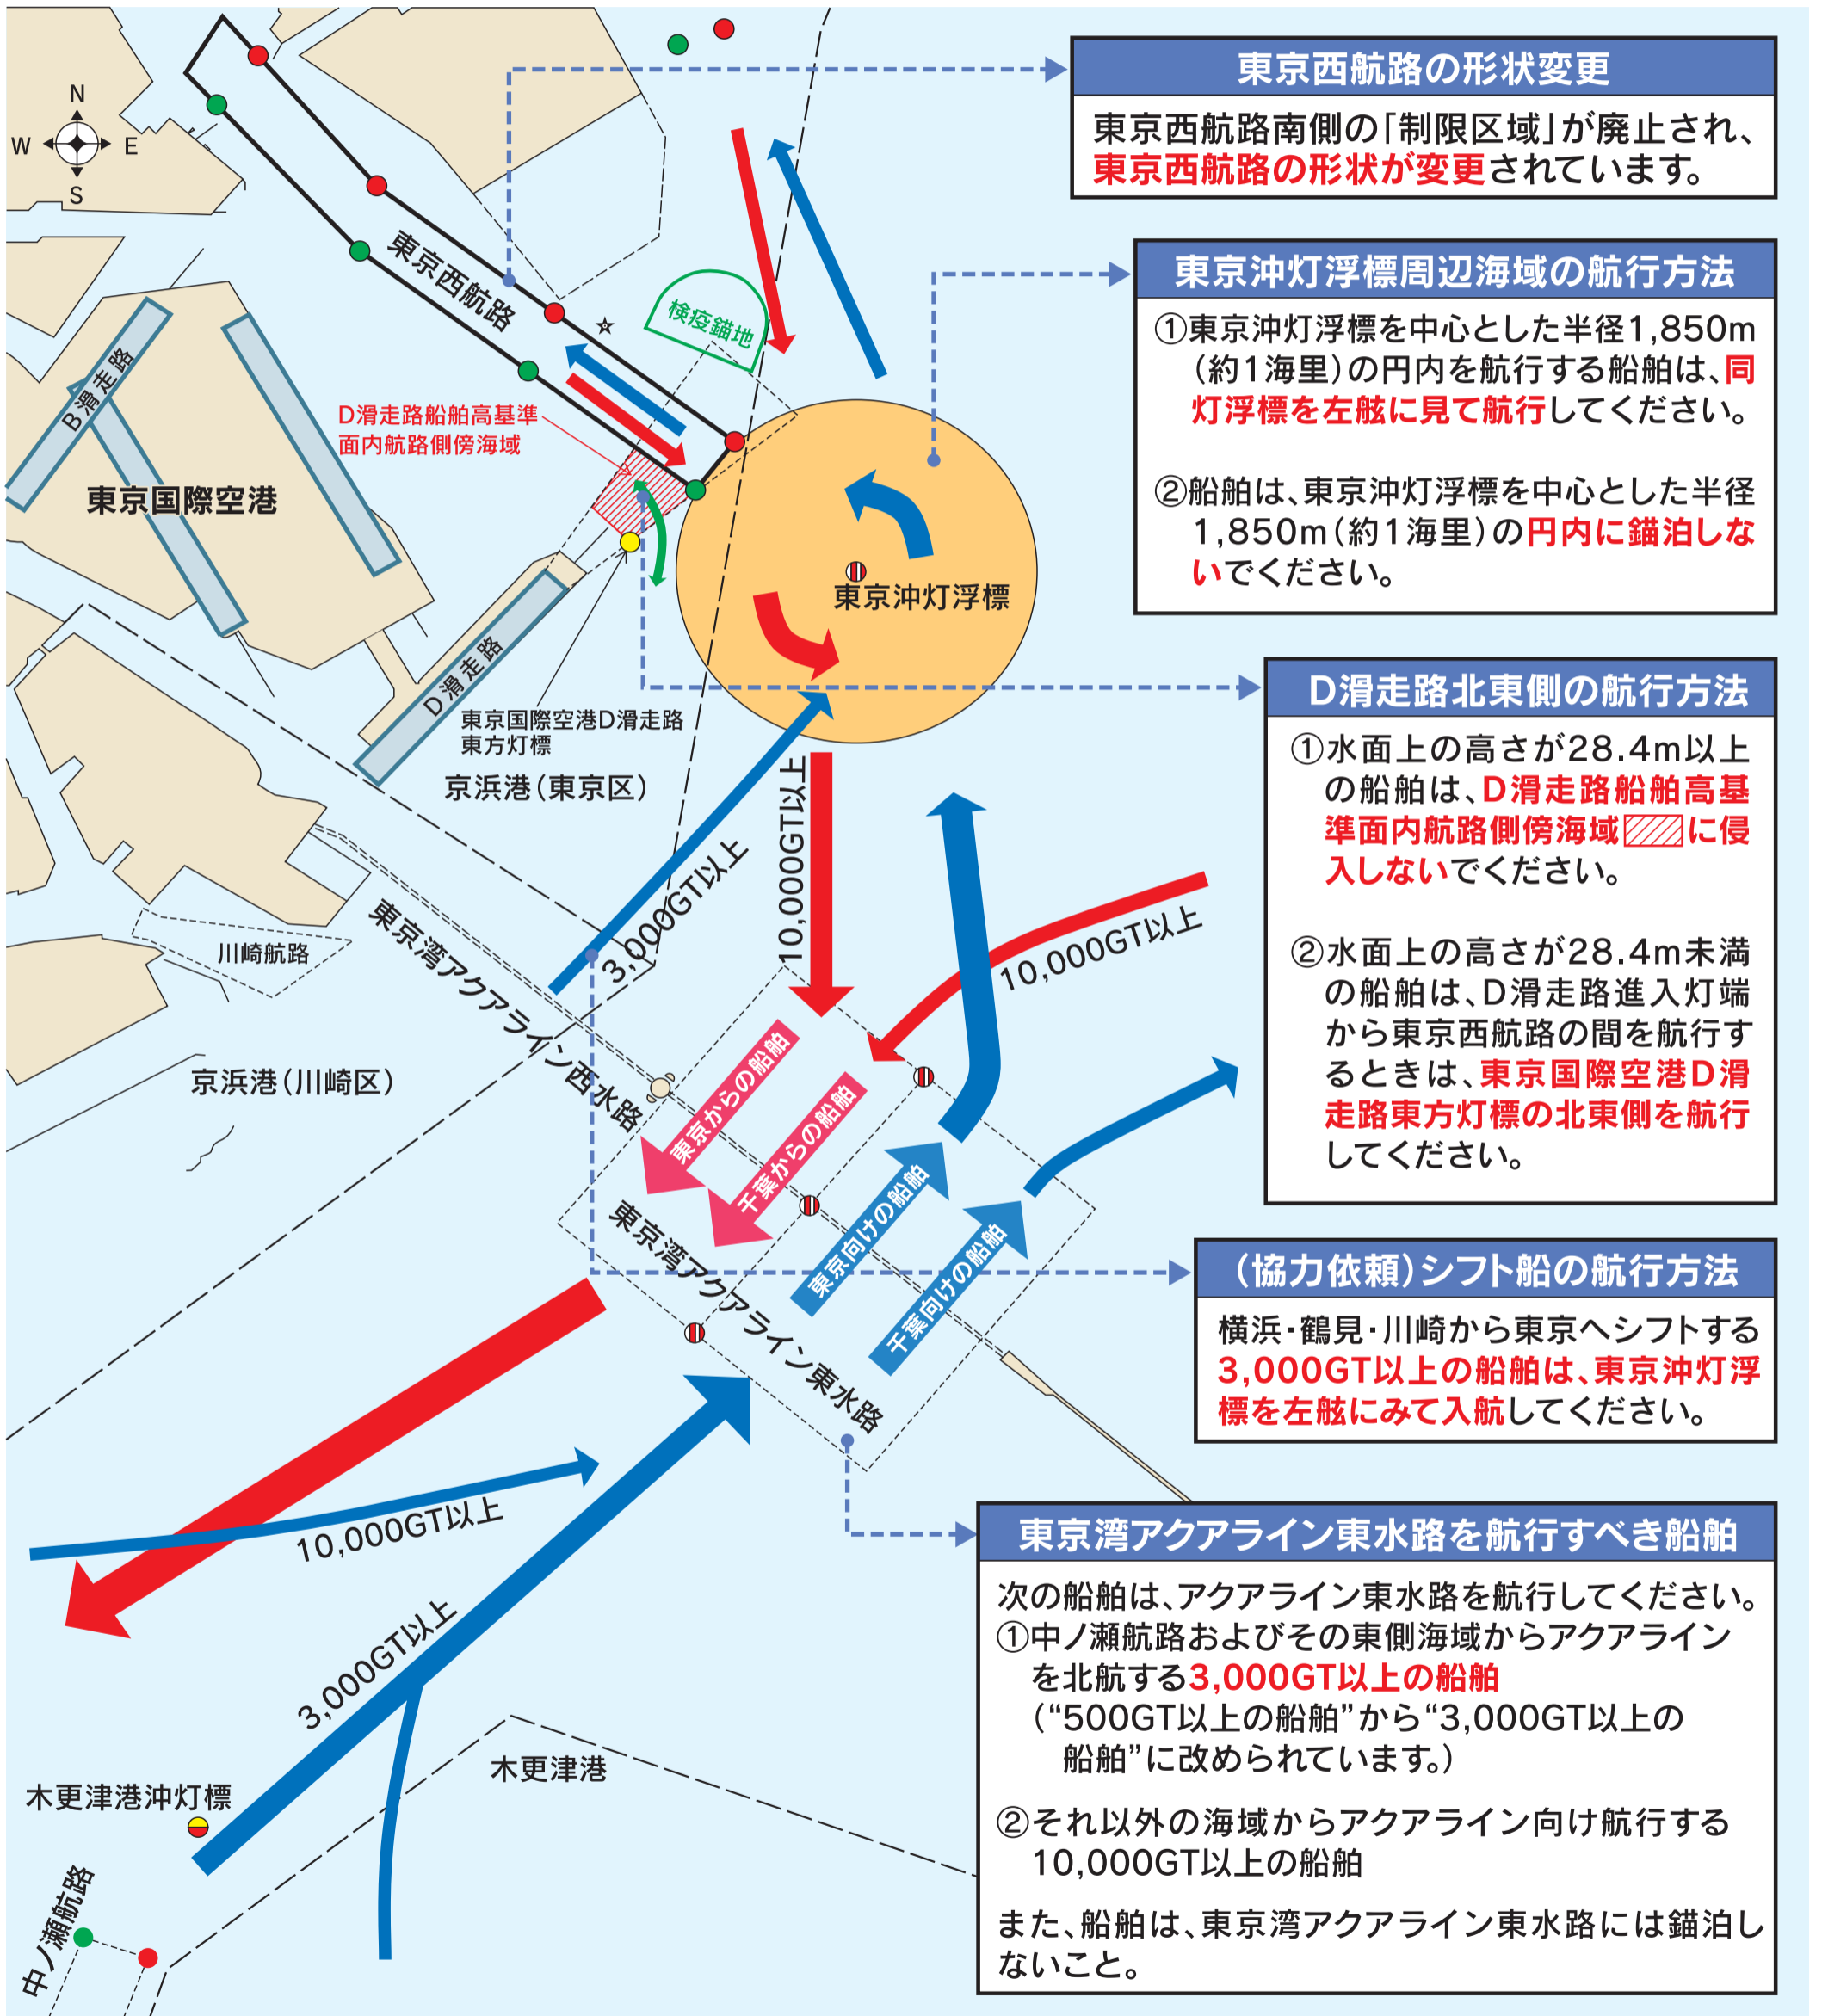 N
W
E
S
東京西航路
検疫錨地
D滑走路船舶高基準
面内航路側傍海域
B滑走路
東京国際空港
D滑走路
東京国際空港D滑走路
東方灯標
京浜港(東京区)
東京沖灯浮標
3,000GT以上
10,000GT以上
10,000GT以上
川崎航路
東京湾アクアライン西水路
京浜港(川崎区)
東京からの船舶
千葉からの船舶
東京向けの船舶
千葉向けの船舶
東京湾アクアライン東水路
10,000GT以上
3,000GT以上
木更津港
木更津港沖灯標
中ノ瀬航路
東京西航路の形状変更
東京西航路南側の「制限区域」が廃止され、
東京西航路の形状が変更されています。
東京沖灯浮標周辺海域の航行方法
①東京沖灯浮標を中心とした半径1,850m
(約1海里)の円内を航行する船舶は、同
灯浮標を左舷に見て航行してください。
②船舶は、東京沖灯浮標を中心とした半径
1,850m(約1海里)の円内に錨泊しな
いでください。
D滑走路北東側の航行方法
①水面上の高さが28.4m以上
の船舶は、D滑走路船舶高基
準面内航路側傍海域に侵
入しないでください。
②水面上の高さが28.4m未満
の船舶は、D滑走路進入灯端
から東京西航路の間を航行す
るときは、東京国際空港D滑
走路東方灯標の北東側を航行
してください。
(協力依頼)シフト船の航行方法
横浜・鶴見・川崎から東京へシフトする
3,000GT以上の船舶は、東京沖灯浮
標を左舷にみて入航してください。
東京湾アクアライン東水路を航行すべき船舶
次の船舶は、アクアライン東水路を航行してください。
①中ノ瀬航路およびその東側海域からアクアライン
を北航する3,000GT以上の船舶
(“500GT以上の船舶”から“3,000GT以上の
船舶”に改められています。)
②それ以外の海域からアクアライン向け航行する
10,000GT以上の船舶
また、船舶は、東京湾アクアライン東水路には錨泊し
ないこと。